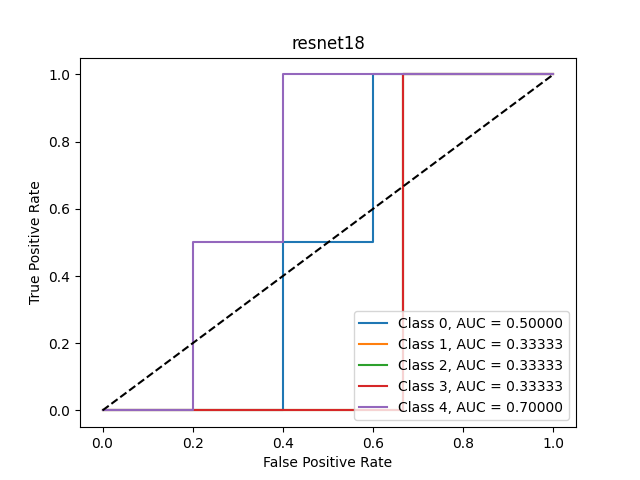 resnet18
True Positive Rate
1.0
0.8
0.6
0.4
0.2
0.0
Class 0, AUC = 0.50000
Class 1, AUC = 0.33333
Class 2, AUC = 0.33333
Class 3, AUC = 0.33333
Class 4, AUC = 0.70000
0.0 0.2 0.4 0.6 0.8 1.0
False Positive Rate